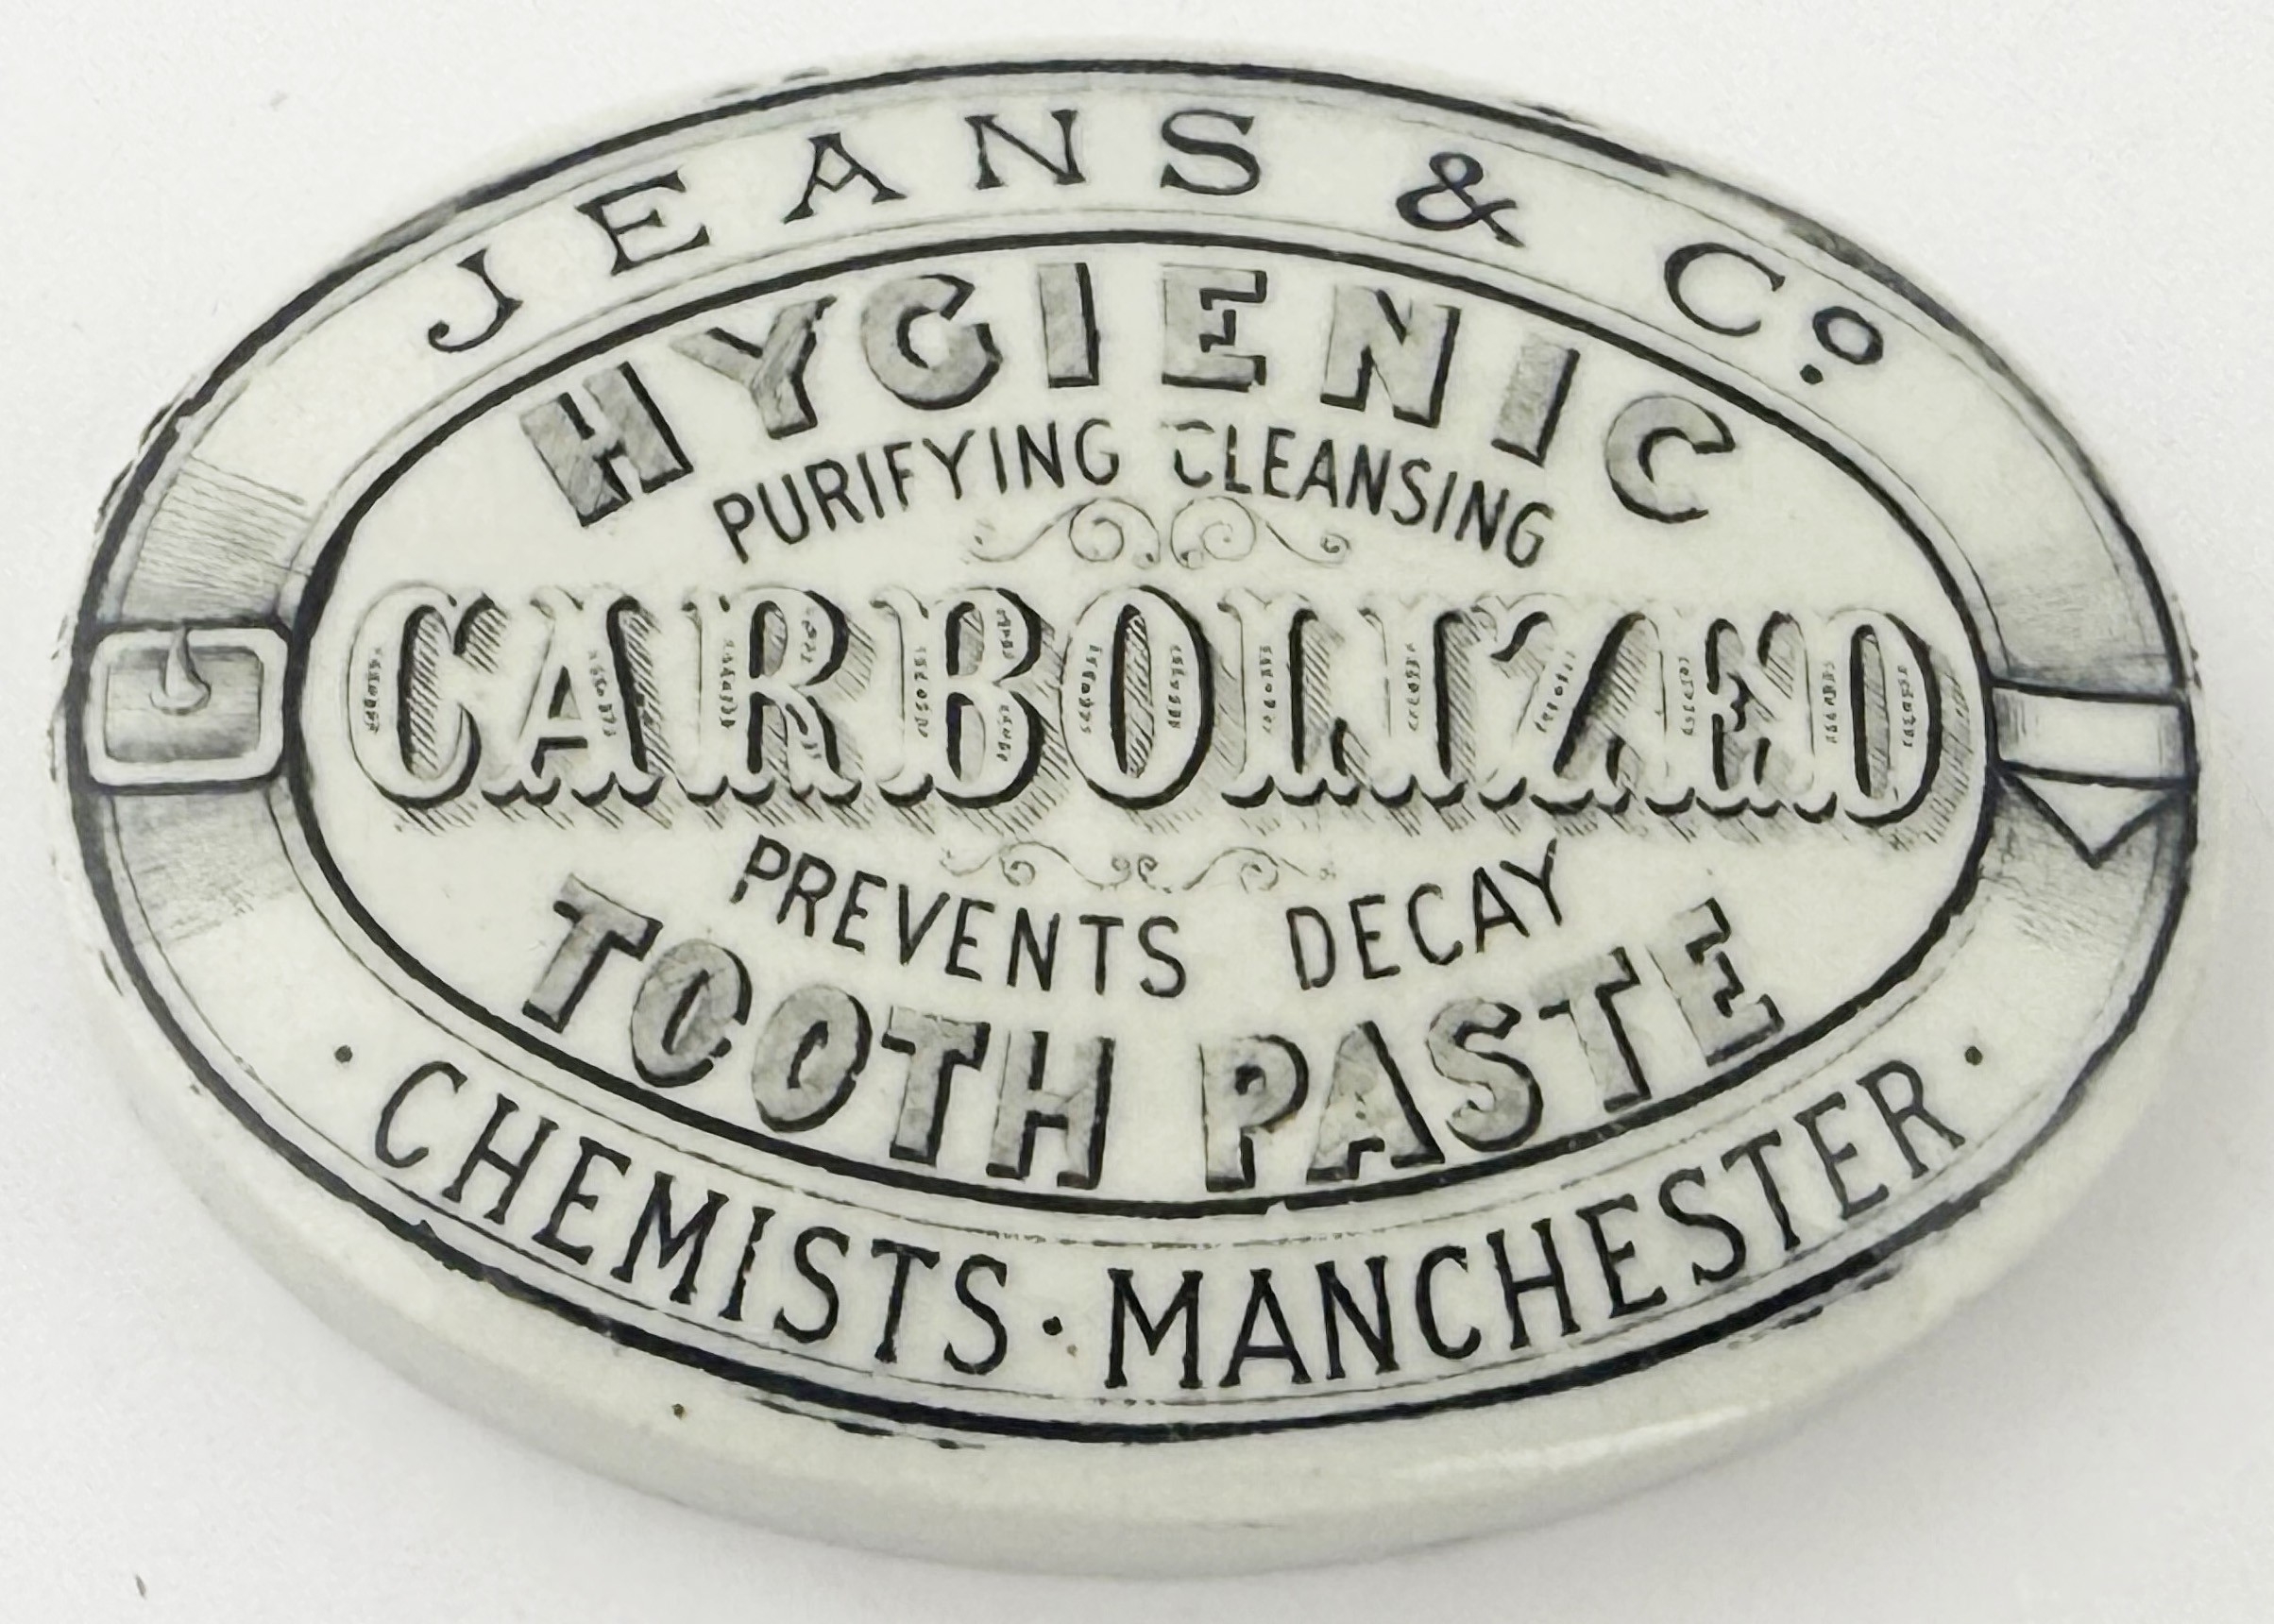 JEANS & Co.
HYGIENIC
PURIFYING CLEANSING
CARBOLIZED
PREVENTS DECAY
TOOTH PASTE
· CHEMISTS · MANCHESTER ·